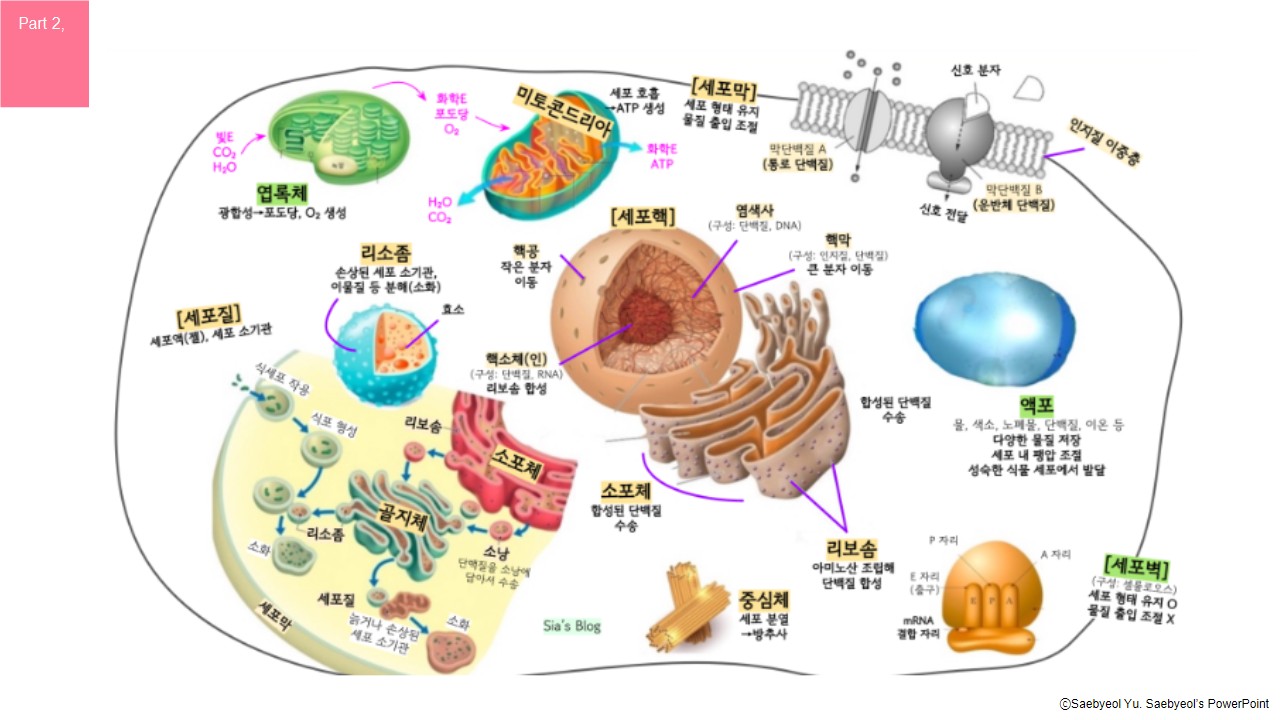 Part 2,
빛E
CO₂
H₂O
화학E
포도당
O₂
엽록체
광합성→포도당, O₂ 생성
미토콘드리아
세포 호흡
→ATP 생성
화학E
ATP
H₂O
CO₂
[세포막]
세포 형태 유지
물질 출입 조절
신호 분자
막단백질 A
(통로 단백질)
인지질 이중층
막단백질 B
(운반체 단백질)
신호 전달
[세포핵]
염색사
(구성: 단백질, DNA)
핵막
(구성: 인지질, 단백질)
큰 분자 이동
핵공
작은 분자
이동
핵소체(인)
(구성: 단백질, RNA)
리보솜 합성
리소좀
손상된 세포 소기관,
이물질 등 분해(소화)
효소
[세포질]
세포액(젤), 세포 소기관
식세포 작용
식포 형성
리보솜
소포체
골지체
리소좀
소화
소낭
단백질을 소낭에
담아서 수송
세포질
늙거나 손상된
세포 소기관
소화
세포막
소포체
합성된 단백질
수송
합성된 단백질
수송
액포
물, 색소, 노폐물, 단백질, 이온 등
다양한 물질 저장
세포 내 팽압 조절
성숙한 식물 세포에서 발달
리보솜
아미노산 조립해
단백질 합성
중심체
세포 분열
→방추사
Sia's Blog
P 자리
A 자리
E 자리
(출구)
E P A
mRNA
결합 자리
[세포벽]
(구성: 셀룰로오스)
세포 형태 유지 O
물질 출입 조절 X
ⓒSaebyeol Yu. Saebyeol's PowerPoint